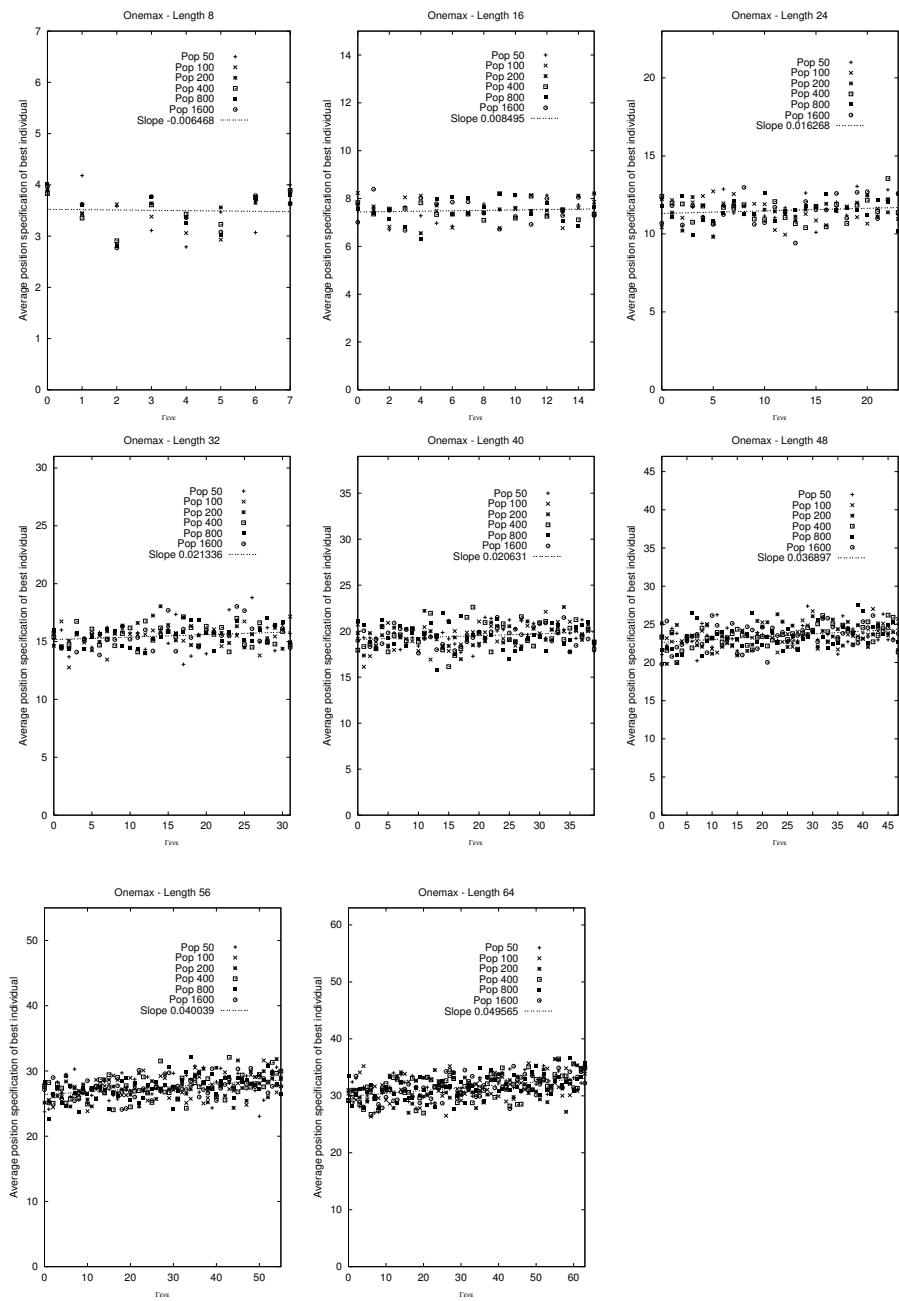 Onemax - Length 8
Average position specification of best individual
7
6
5
4
3
2
1
0
Pop 50
Pop 100
Pop 200
Pop 400
Pop 800
Pop 1600
Slope -0.006468
0 1 2 3 4 5 6 7
Γενε
Onemax - Length 16
Average position specification of best individual
14
12
10
8
6
4
2
0
Pop 50
Pop 100
Pop 200
Pop 400
Pop 800
Pop 1600
Slope 0.008495
0 2 4 6 8 10 12 14
Γενε
Onemax - Length 24
Average position specification of best individual
20
15
10
5
0
Pop 50
Pop 100
Pop 200
Pop 400
Pop 800
Pop 1600
Slope 0.016268
0 5 10 15 20
Γενε
Onemax - Length 32
Average position specification of best individual
30
25
20
15
10
5
0
Pop 50
Pop 100
Pop 200
Pop 400
Pop 800
Pop 1600
Slope 0.021336
0 5 10 15 20 25 30
Γενε
Onemax - Length 40
Average position specification of best individual
35
30
25
20
15
10
5
0
Pop 50
Pop 100
Pop 200
Pop 400
Pop 800
Pop 1600
Slope 0.020631
0 5 10 15 20 25 30 35
Γενε
Onemax - Length 48
Average position specification of best individual
45
40
35
30
25
20
15
10
5
0
Pop 50
Pop 100
Pop 200
Pop 400
Pop 800
Pop 1600
Slope 0.036897
0 5 10 15 20 25 30 35 40 45
Γενε
Onemax - Length 56
Average position specification of best individual
50
40
30
20
10
0
Pop 50
Pop 100
Pop 200
Pop 400
Pop 800
Pop 1600
Slope 0.040039
0 10 20 30 40 50
Γενε
Onemax - Length 64
Average position specification of best individual
60
50
40
30
20
10
0
Pop 50
Pop 100
Pop 200
Pop 400
Pop 800
Pop 1600
Slope 0.049565
0 10 20 30 40 50 60
Γενε